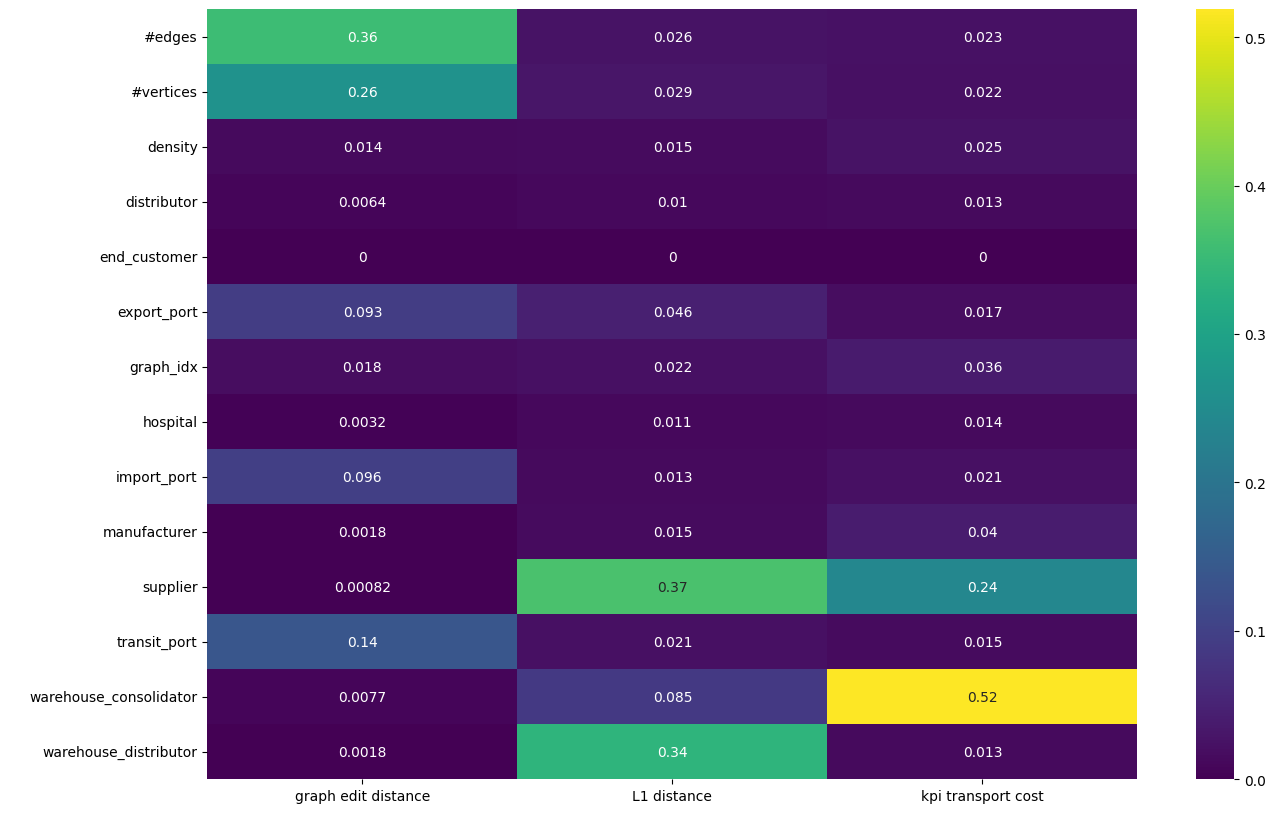 #edges 0.36 0.026 0.023
#vertices 0.26 0.029 0.022
density 0.014 0.015 0.025
distributor 0.0064 0.01 0.013
end_customer 0 0 0
export_port 0.093 0.046 0.017
graph_idx 0.018 0.022 0.036
hospital 0.0032 0.011 0.014
import_port 0.096 0.013 0.021
manufacturer 0.0018 0.015 0.04
supplier 0.00082 0.37 0.24
transit_port 0.14 0.021 0.015
warehouse_consolidator 0.0077 0.085 0.52
warehouse_distributor 0.0018 0.34 0.013
graph edit distance L1 distance kpi transport cost
0.5
0.4
0.3
0.2
0.1
0.0